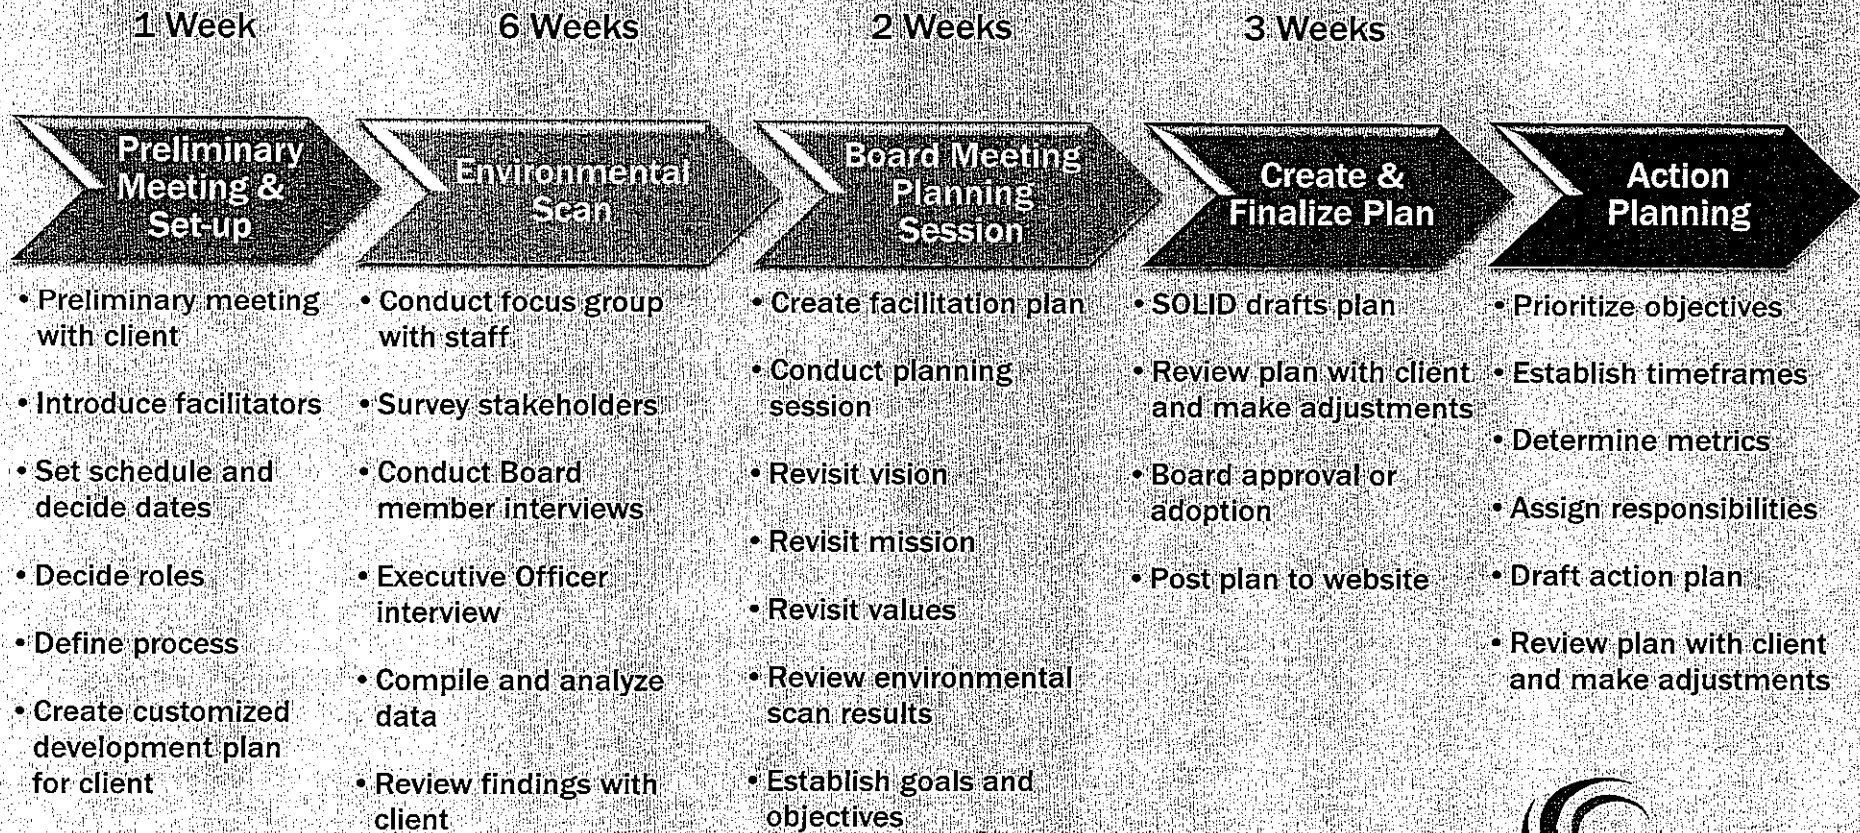 1 Week
6 Weeks
2 Weeks
3 Weeks
Preliminary
Meeting &
Set-up
Environmental
Scan
Board Meeting
Planning
Session
Create &
Finalize Plan
Action
Planning
• Preliminary meeting
with client
• Introduce facilitators
• Set schedule and
decide dates
• Decide roles
• Define process
• Create customized
development plan
for client
• Conduct focus group
with staff
• Survey stakeholders
• Conduct Board
member interviews
• Executive Officer
interview
• Compile and analyze
data
• Review findings with
client
• Create facilitation plan
• Conduct planning
session
• Revisit vision
• Revisit mission
• Revisit values
• Review environmental
scan results
• Establish goals and
objectives
• SOLID drafts plan
• Review plan with client
and make adjustments
• Board approval or
adoption
• Post plan to website
• Prioritize objectives
• Establish timeframes
• Determine metrics
• Assign responsibilities
• Draft action plan
• Review plan with client
and make adjustments